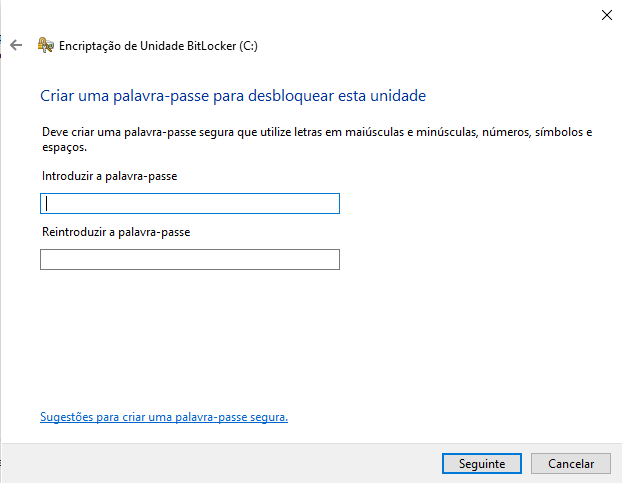 Encriptação de Unidade BitLocker (C:)
Criar uma palavra-passe para desbloquear esta unidade
Deve criar uma palavra-passe segura que utilize letras em maiúsculas e minúsculas, números, símbolos e
espaços.
Introduzir a palavra-passe
Reintroduzir a palavra-passe
Sugestões para criar uma palavra-passe segura.
Seguinte
Cancelar